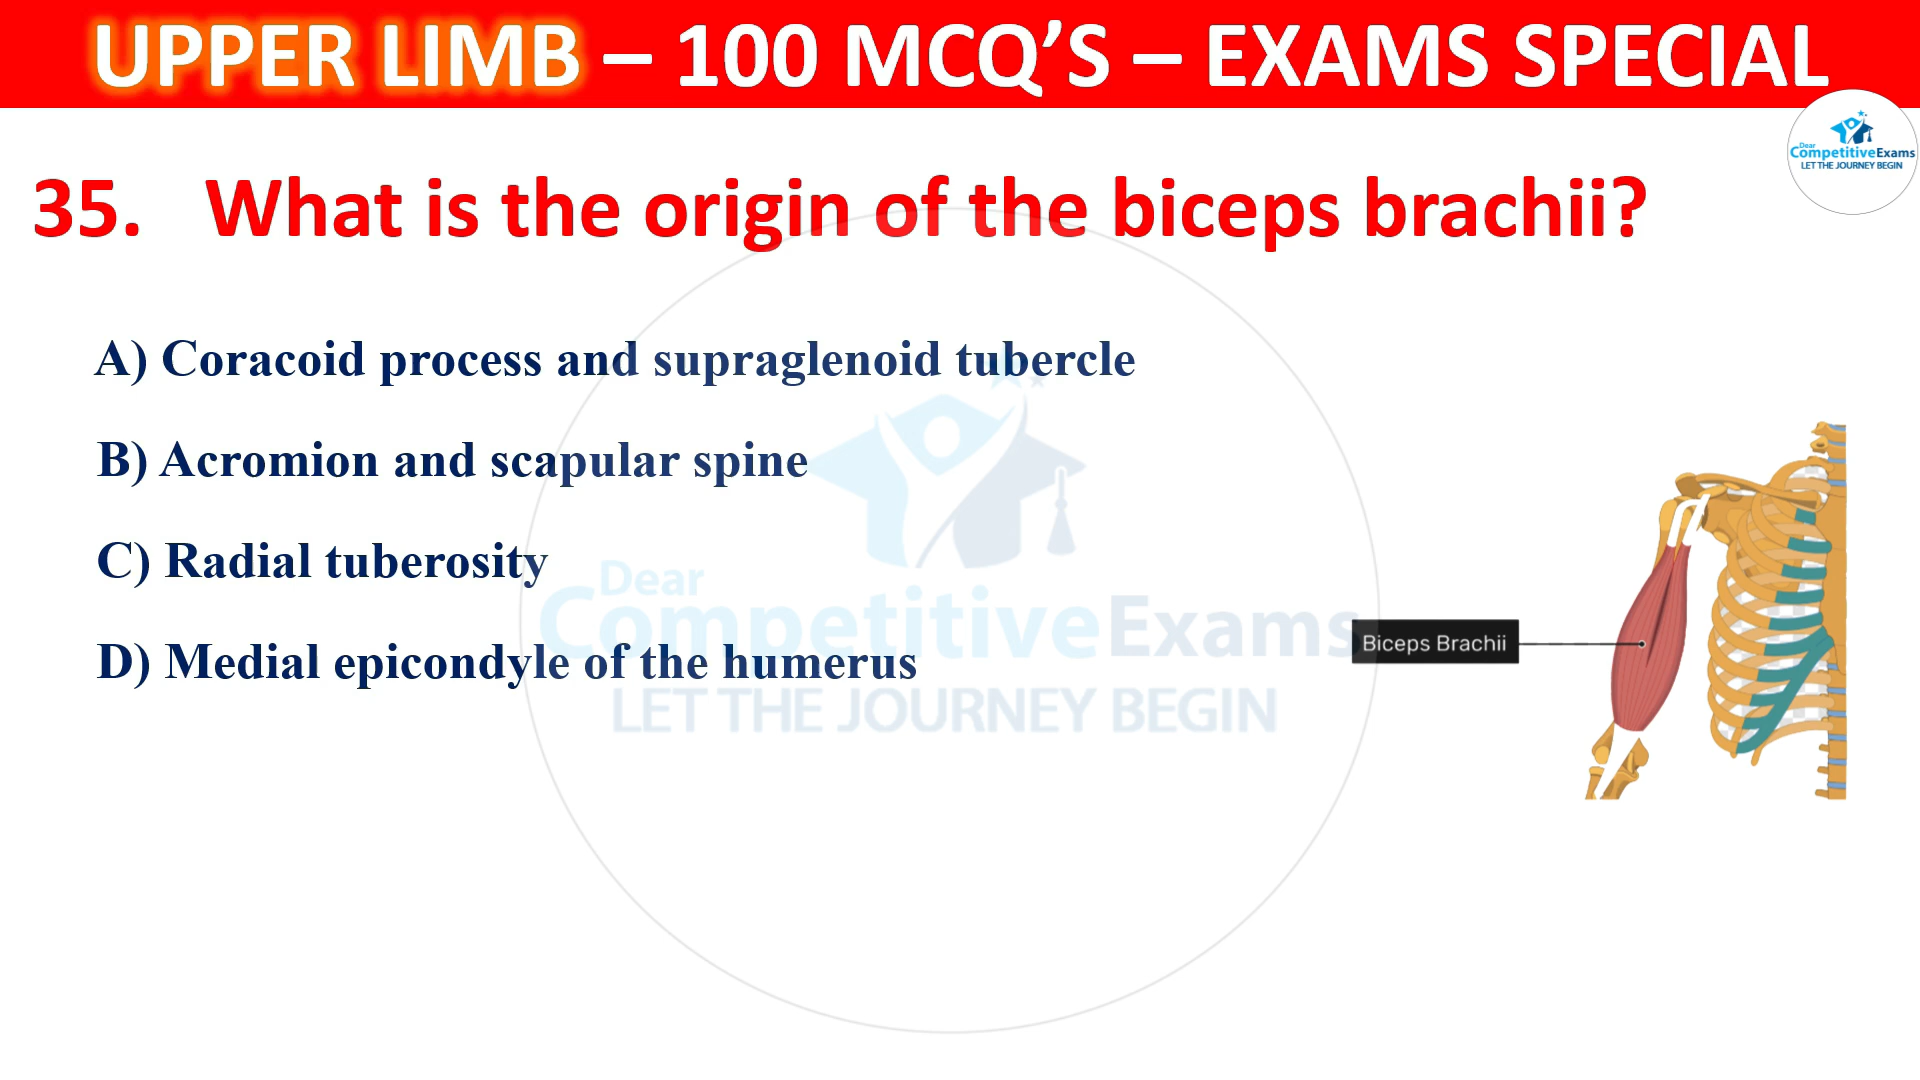 UPPER LIMB – 100 MCQ’S – EXAMS SPECIAL
Dear
CompetitiveExams
LET THE JOURNEY BEGIN
35. What is the origin of the biceps brachii?
A) Coracoid process and supraglenoid tubercle
B) Acromion and scapular spine
C) Radial tuberosity
D) Medial epicondyle of the humerus
Dear
CompetitiveExams
LET THE JOURNEY BEGIN
Biceps Brachii